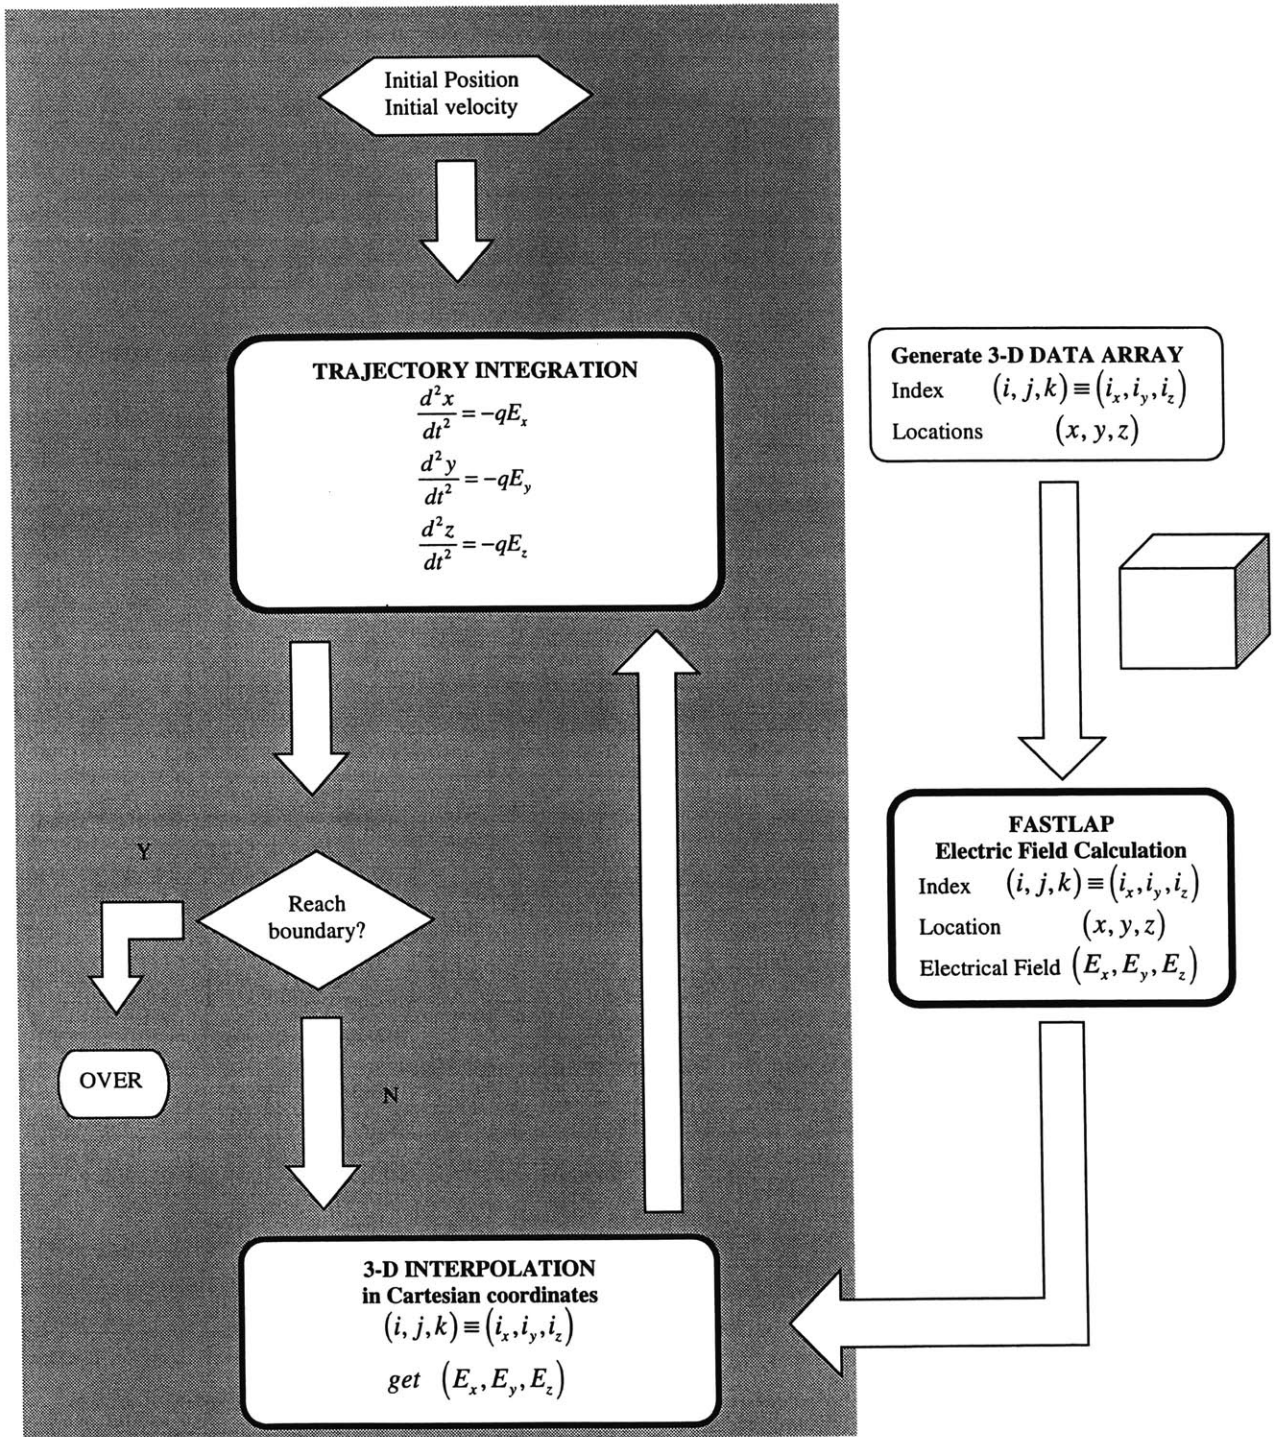 Initial Position
Initial velocity
TRAJECTORY INTEGRATION
d²x/dt² = -qEₓ
d²y/dt² = -qE_y
d²z/dt² = -qE_z
Generate 3-D DATA ARRAY
Index (i, j, k) ≡ (iₓ, i_y, i_z)
Locations (x, y, z)
Y
Reach
boundary?
OVER
N
FASTLAP
Electric Field Calculation
Index (i, j, k) ≡ (iₓ, i_y, i_z)
Location (x, y, z)
Electrical Field (Eₓ, E_y, E_z)
3-D INTERPOLATION
in Cartesian coordinates
(i, j, k) ≡ (iₓ, i_y, i_z)
get (Eₓ, E_y, E_z)